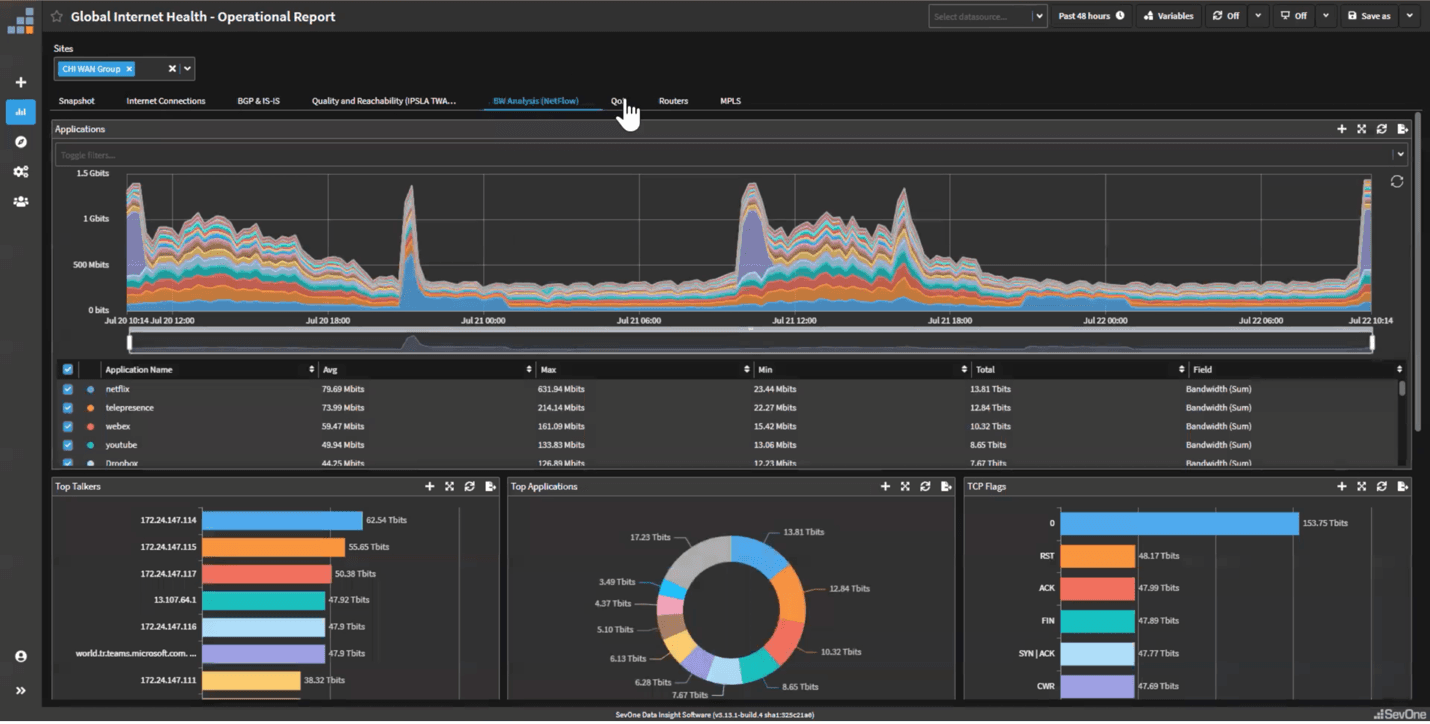 Global Internet Health - Operational Report
Select datasource...
Past 48 hours
Variables
Off
Off
Save as
Sites
CHI WAN Group
Snapshot
Internet Connections
BGP & IS-IS
Quality and Reachability (IPSLA TWA...
BW Analysis (NetFlow)
Routers
MPLS
Applications
Toggle filters...
1.5 Gbits
1 Gbits
500 Mbits
0 bits
Jul 20 10:14 Jul 20 12:00 Jul 20 18:00 Jul 21 00:00 Jul 21 06:00 Jul 21 12:00 Jul 21 18:00 Jul 22 00:00 Jul 22 06:00 Jul 22 10:14
Application Name Avg Max Min Total Field
netflix 79.69 Mbits 631.94 Mbits 23.44 Mbits 13.81 Tbits Bandwidth (Sum)
telepresence 73.99 Mbits 214.14 Mbits 22.27 Mbits 12.84 Tbits Bandwidth (Sum)
webex 59.47 Mbits 161.09 Mbits 15.42 Mbits 10.32 Tbits Bandwidth (Sum)
youtube 49.94 Mbits 133.83 Mbits 13.06 Mbits 8.65 Tbits Bandwidth (Sum)
Dropbox 44.25 Mbits 126.89 Mbits 12.23 Mbits 7.67 Tbits Bandwidth (Sum)
Top Talkers
172.24.147.114 62.54 Tbits
172.24.147.115 55.65 Tbits
172.24.147.117 50.38 Tbits
13.107.64.1 47.92 Tbits
172.24.147.116 47.9 Tbits
world.tr.teams.microsoft.com. ... 47.9 Tbits
172.24.147.111 38.32 Tbits
Top Applications
13.81 Tbits
12.84 Tbits
10.32 Tbits
8.65 Tbits
7.67 Tbits
6.28 Tbits
6.13 Tbits
5.10 Tbits
4.37 Tbits
3.49 Tbits
17.23 Tbits
TCP Flags
0 153.75 Tbits
RST 48.17 Tbits
ACK 47.99 Tbits
FIN 47.89 Tbits
SYN | ACK 47.77 Tbits
CWR 47.69 Tbits
SevOne Data Insight Software (v3.13.1-build.4 sha1:325c21a6)
SevOne